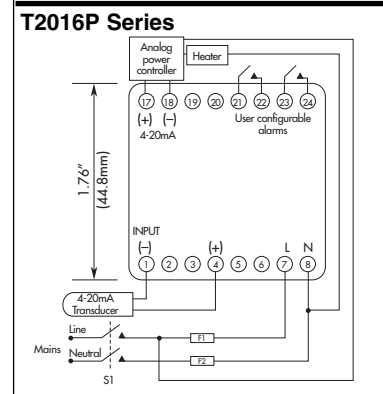 T2016P Series
Analog
power
controller
Heater
17 18 19 20 21 22 23 24
(+) (−)
4-20mA
User configurable
alarms
1.76"
(44.8mm)
INPUT
(−) (+) L N
1 2 3 4 5 6 7 8
4-20mA
Transducer
Line
F1
Mains
Neutral
F2
S1